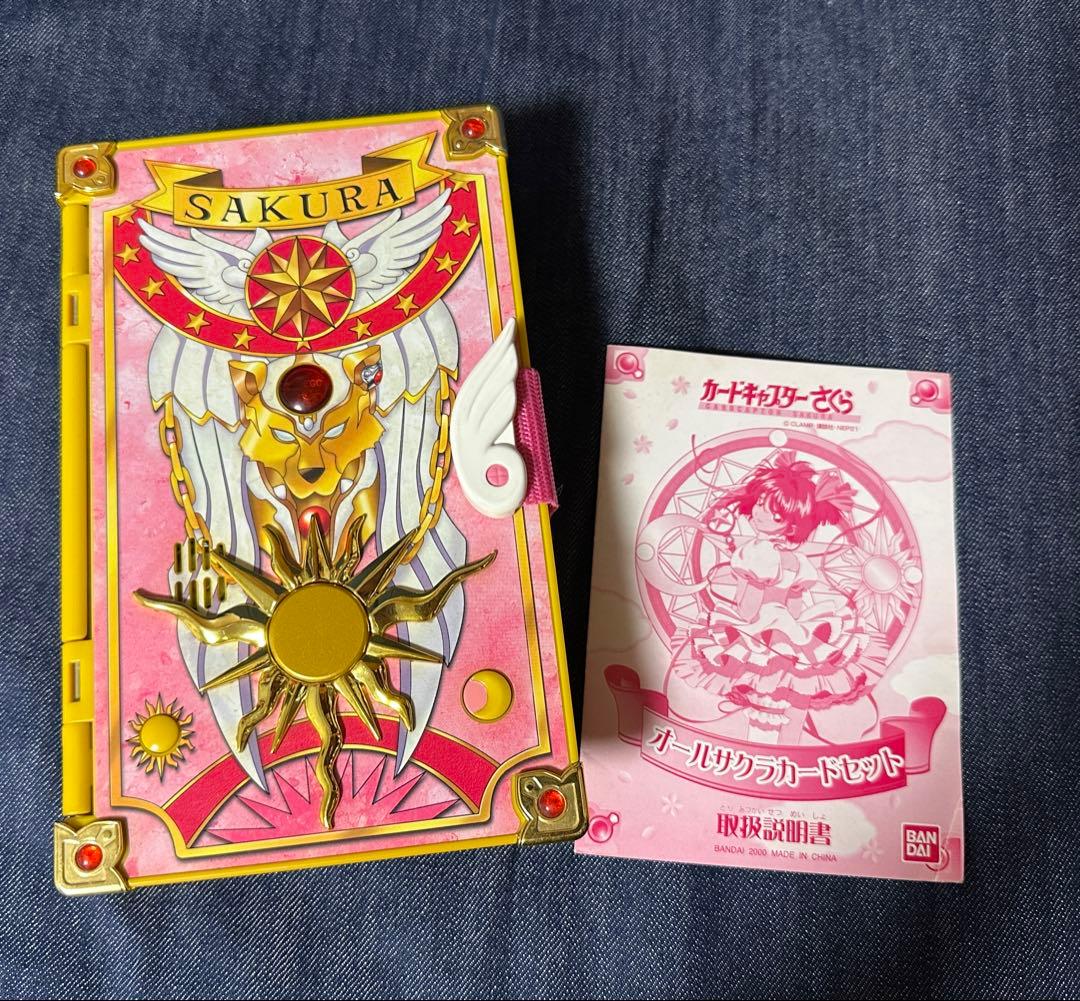 SAKURA
カードキャプターさくら
CARDCAPTOR SAKURA
© CLAMP・講談社・NEP21
オールサクラカードセット
とり あつかい せつ めい しょ
取扱説明書
BANDAI 2000 MADE IN CHINA
BAN
DAI